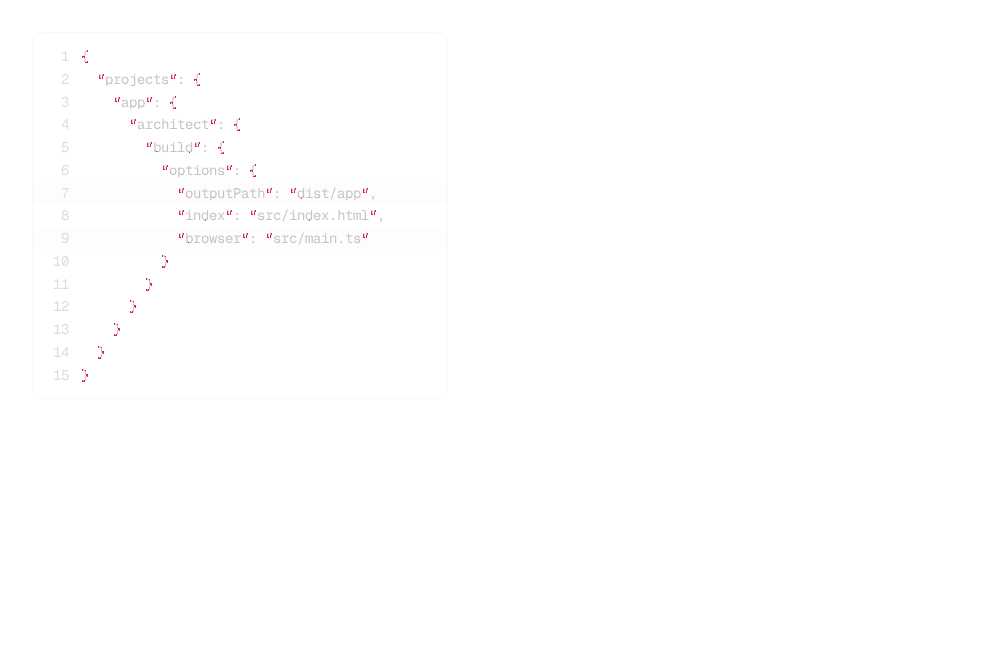 1 {
2   "projects": {
3     "app": {
4       "architect": {
5         "build": {
6           "options": {
7             "outputPath": "dist/app",
8             "index": "src/index.html",
9             "browser": "src/main.ts"
10           }
11         }
12       }
13     }
14   }
15 }